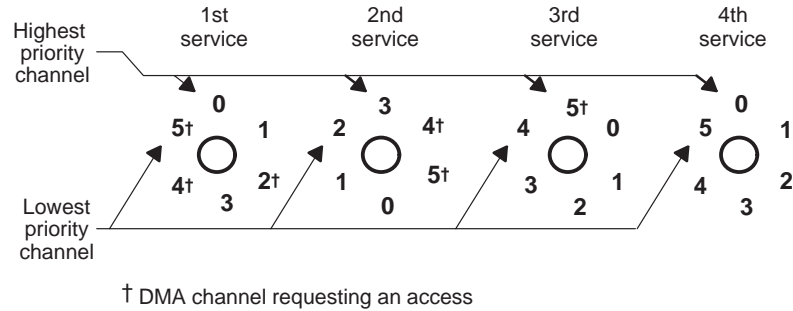 Highest
priority
channel
1st
service
2nd
service
3rd
service
4th
service
0
5†
1
4†
2†
3
3
2
4†
1
5†
0
5†
4
0
3
1
2
0
5
1
4
2
3
Lowest
priority
channel
† DMA channel requesting an access